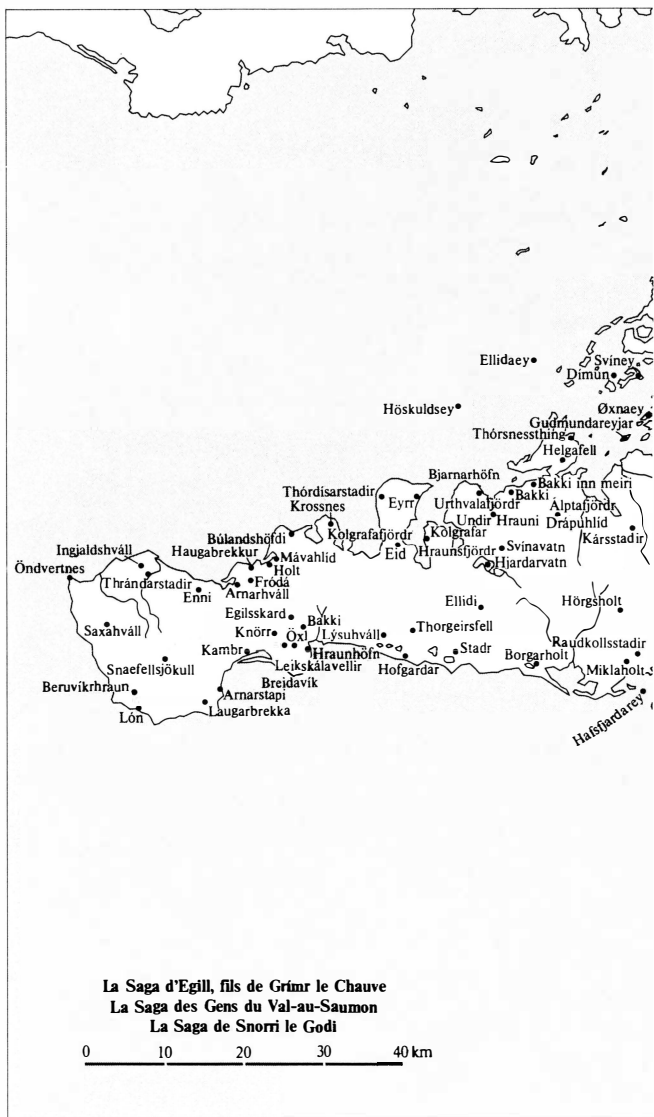 Ellidaey
Svíney
Dímun
Höskuldsey
Øxnaey
Gudmundareyjar
Thórsnessthing
Helgafell
Bjarnarhöfn
Bakki inn meiri
Thórdísarstadir
Eyrr
Urthvalafjördr
Bakki
Krossnes
Álptafjördr
Undir Hrauni
Drápuhlíd
Búlandshöfdi
Kolgrafafjördr
Kolgrafar
Kársstadir
Haugabrekkur
Eid
Hraunsfjördr
Svínavatn
Ingjaldshváll
Mávahlíd
Holt
Hjardarvatn
Öndvertnes
Thrándarstadir
Fródá
Enni
Arnarhváll
Egilsskard
Ellidi
Hörgsholt
Bakki
Saxahváll
Knörr
Öxl
Lýsuhváll
Thorgeirsfell
Kambr
Hraunhöfn
Stadr
Raudkollsstadir
Snaefellsjökull
Leikskálavellir
Hofgardar
Borgarholt
Miklaholt-S
Beruvíkrhraun
Breidavík
Arnarstapi
Hafsfjardarey
Lón
Laugarbrekka
La Saga d'Egill, fils de Grímr le Chauve
La Saga des Gens du Val-au-Saumon
La Saga de Snorri le Godi
0 10 20 30 40 km